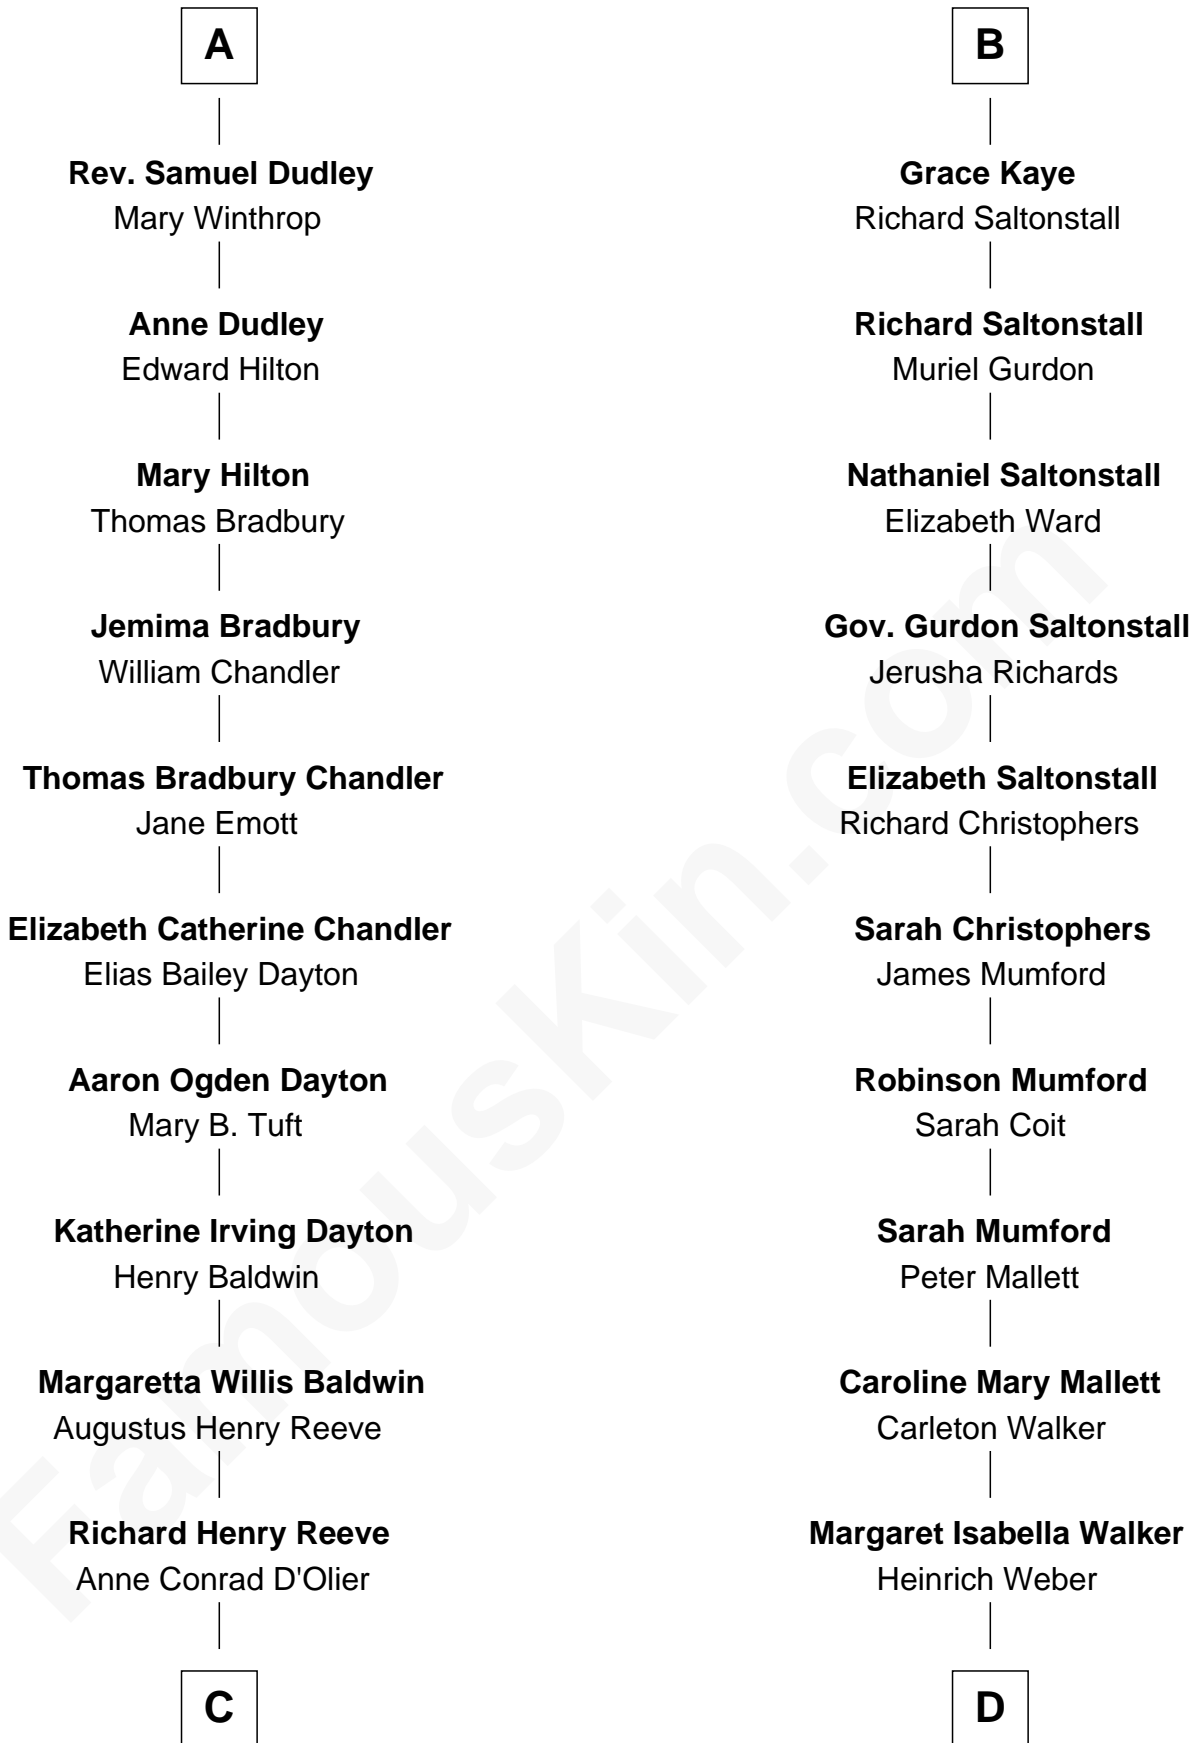 A
Rev. Samuel Dudley
Mary Winthrop
Anne Dudley
Edward Hilton
Mary Hilton
Thomas Bradbury
Jemima Bradbury
William Chandler
Thomas Bradbury Chandler
Jane Emott
Elizabeth Catherine Chandler
Elias Bailey Dayton
Aaron Ogden Dayton
Mary B. Tuft
Katherine Irving Dayton
Henry Baldwin
Margaretta Willis Baldwin
Augustus Henry Reeve
Richard Henry Reeve
Anne Conrad D'Olier
C
B
Grace Kaye
Richard Saltonstall
Richard Saltonstall
Muriel Gurdon
Nathaniel Saltonstall
Elizabeth Ward
Gov. Gurdon Saltonstall
Jerusha Richards
Elizabeth Saltonstall
Richard Christophers
Sarah Christophers
James Mumford
Robinson Mumford
Sarah Coit
Sarah Mumford
Peter Mallett
Caroline Mary Mallett
Carleton Walker
Margaret Isabella Walker
Heinrich Weber
D
FamousKin.com